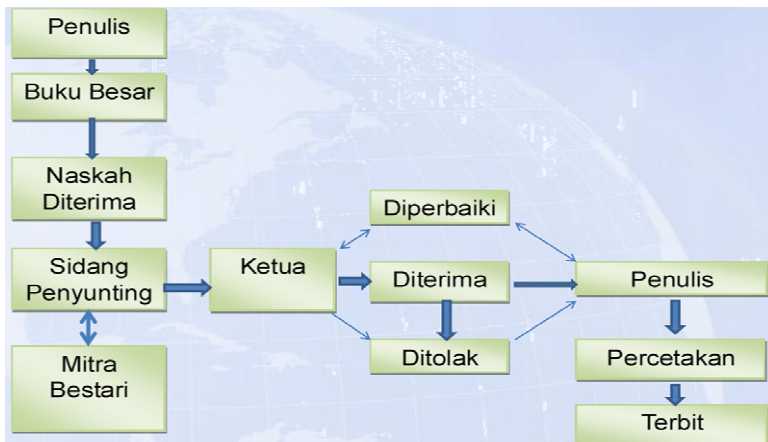 Penulis
Buku Besar
Naskah
Diterima
Sidang
Penyunting
Mitra
Bestari
Ketua
Diperbaiki
Diterima
Ditolak
Penulis
Percetakan
Terbit